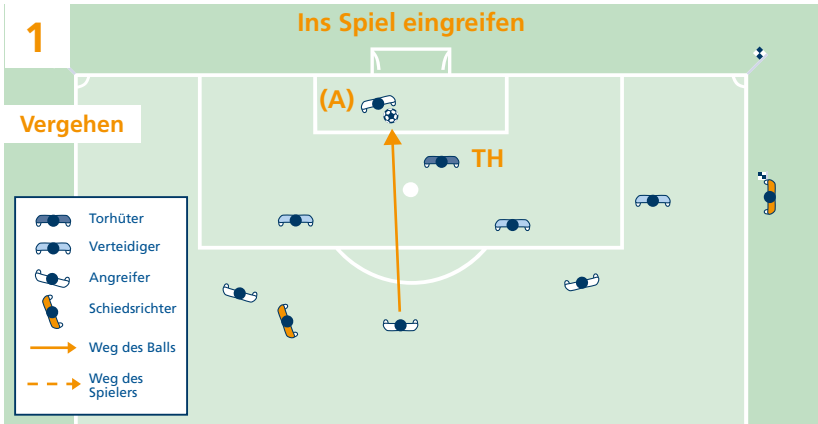 1
Ins Spiel eingreifen
(A)
Vergehen
TH
Torhüter
Verteidiger
Angreifer
Schiedsrichter
Weg des Balls
Weg des
Spielers